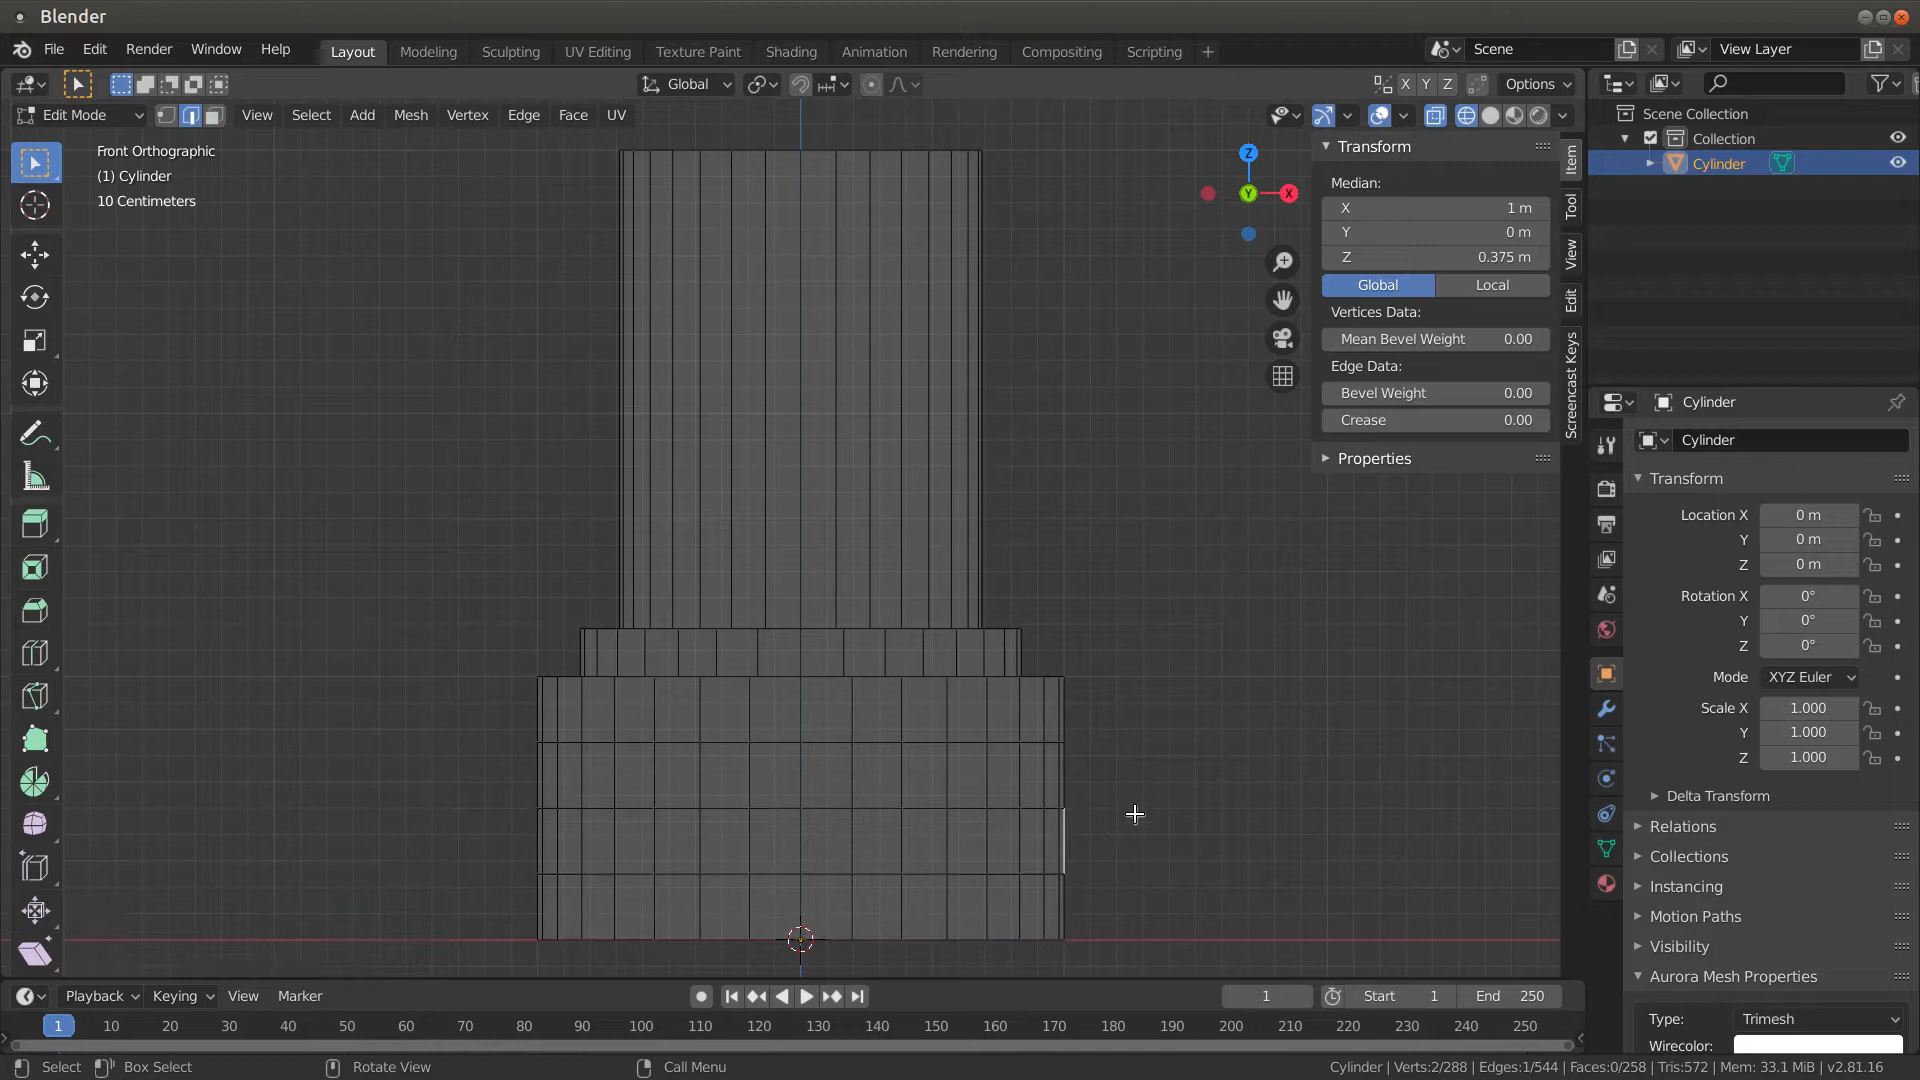 Blender
File Edit Render Window Help Layout Modeling Sculpting UV Editing Texture Paint Shading Animation Rendering Compositing Scripting + Scene View Layer
Global X Y Z Options
Edit Mode View Select Add Mesh Vertex Edge Face UV
Front Orthographic
(1) Cylinder
10 Centimeters
Z
Y
X
Transform
Median:
X 1 m
Y 0 m
Z 0.375 m
Global Local
Vertices Data:
Mean Bevel Weight 0.00
Edge Data:
Bevel Weight 0.00
Crease 0.00
Properties
Item
Tool
View
Edit
Screencast Keys
Scene Collection
Collection
Cylinder
Cylinder
Cylinder
Transform
Location X 0 m
Y 0 m
Z 0 m
Rotation X 0°
Y 0°
Z 0°
Mode XYZ Euler
Scale X 1.000
Y 1.000
Z 1.000
Delta Transform
Relations
Collections
Instancing
Motion Paths
Visibility
Aurora Mesh Properties
Type: Trimesh
Wirecolor:
Playback Keying View Marker 1 Start 1 End 250
1 10 20 30 40 50 60 70 80 90 100 110 120 130 140 150 160 170 180 190 200 210 220 230 240 250
Select Box Select Rotate View Call Menu Cylinder | Verts:2/288 | Edges:1/544 | Faces:0/258 | Tris:572 | Mem: 33.1 MiB | v2.81.16